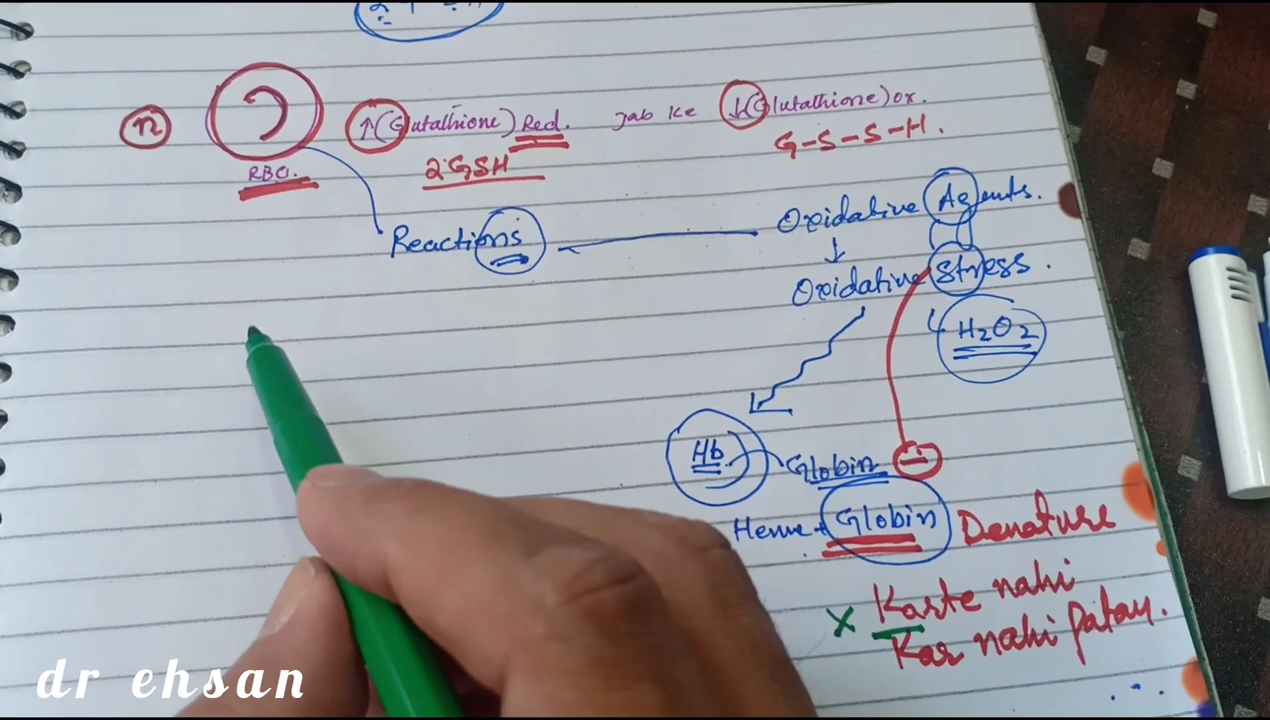 n ↑(Glutathione) Red. Jab ke ↓(Glutathione) ox.
RBC. 2GSH G-S-S-H.
Oxidative Agents.
Reactions
↓
Oxidative Stress.
H2O2
Hb. Globin −
Heme + Globin Denature
x Karte nahi
Kar nahi patay.
dr ehsan